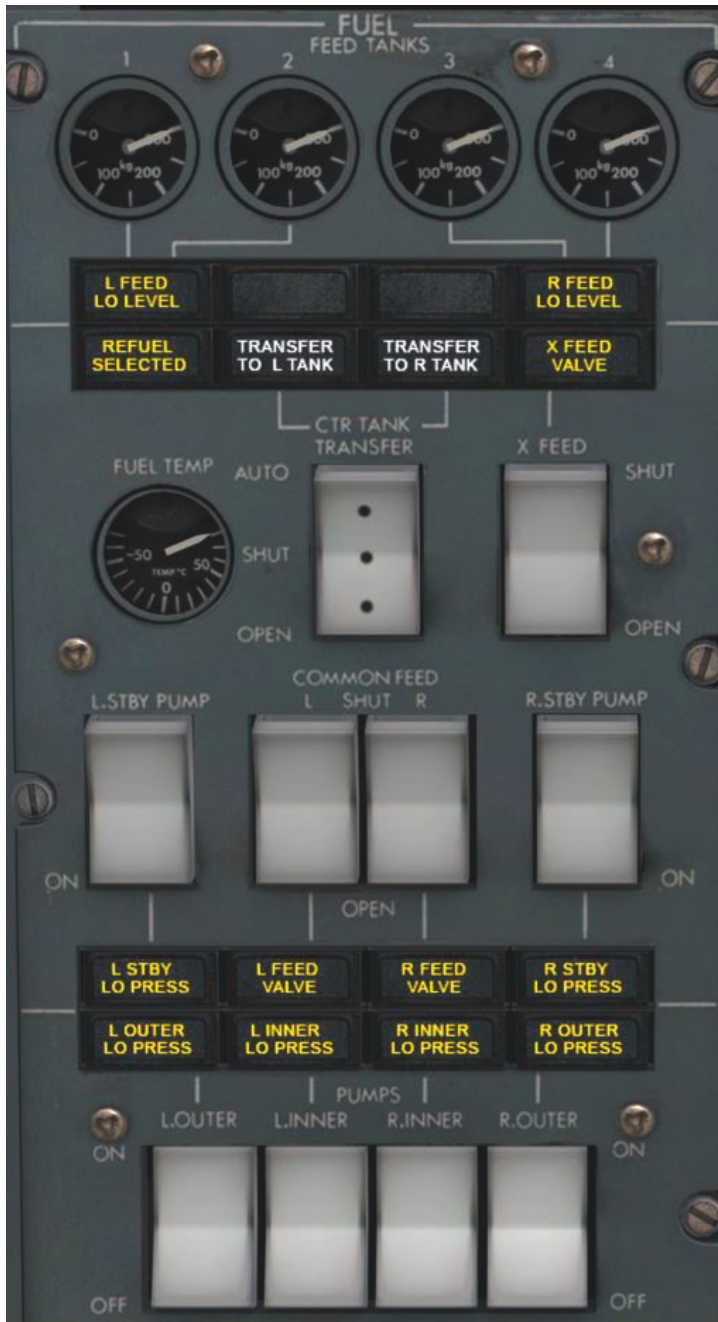 FUEL
FEED TANKS
1 2 3 4
0 100 kg 200
0 100 kg 200
0 100 kg 200
0 100 kg 200
L FEED
LO LEVEL
R FEED
LO LEVEL
REFUEL
SELECTED
TRANSFER
TO L TANK
TRANSFER
TO R TANK
X FEED
VALVE
CTR TANK
TRANSFER
FUEL TEMP
AUTO
SHUT
OPEN
X FEED
SHUT
OPEN
-50 50
TEMP °C
0
COMMON FEED
L SHUT R
L.STBY PUMP
R.STBY PUMP
ON
OPEN
ON
L STBY
LO PRESS
L FEED
VALVE
R FEED
VALVE
R STBY
LO PRESS
L OUTER
LO PRESS
L INNER
LO PRESS
R INNER
LO PRESS
R OUTER
LO PRESS
PUMPS
L.OUTER L.INNER R.INNER R.OUTER
ON ON
OFF OFF